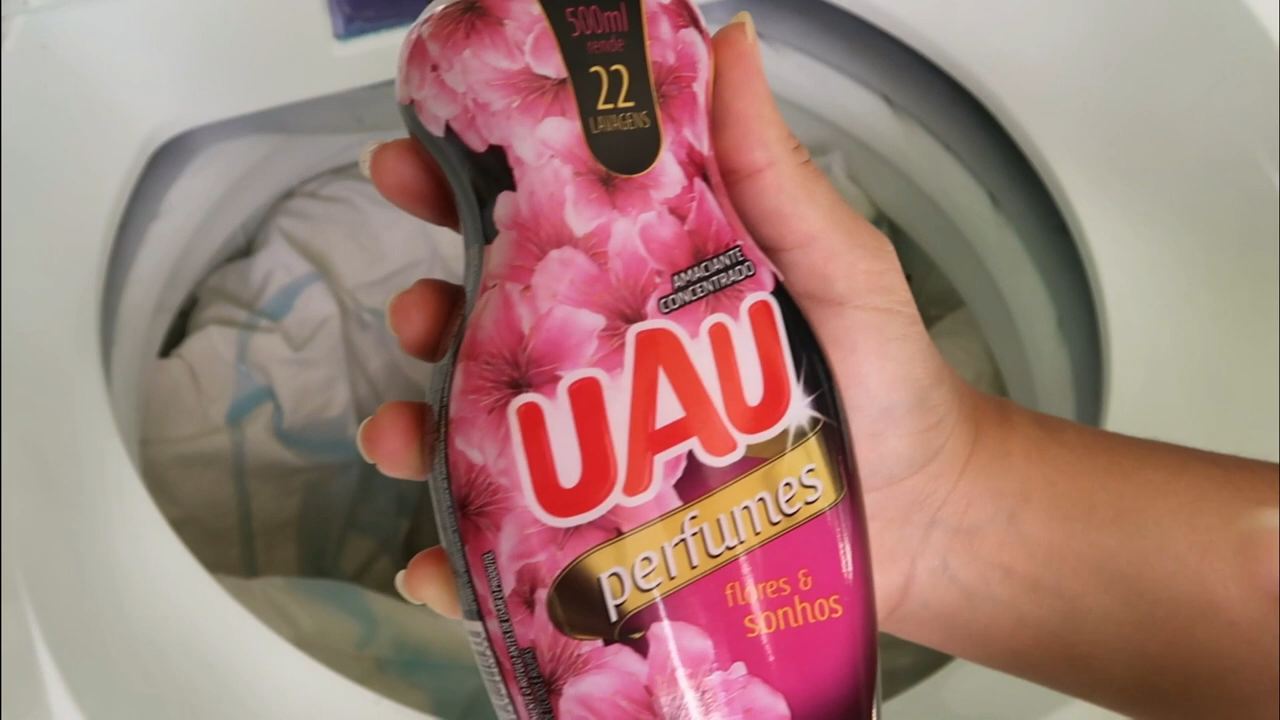 500ml
rende
22
LAVAGENS
AMACIANTE
CONCENTRADO
UAU
perfumes
flores &
sonhos